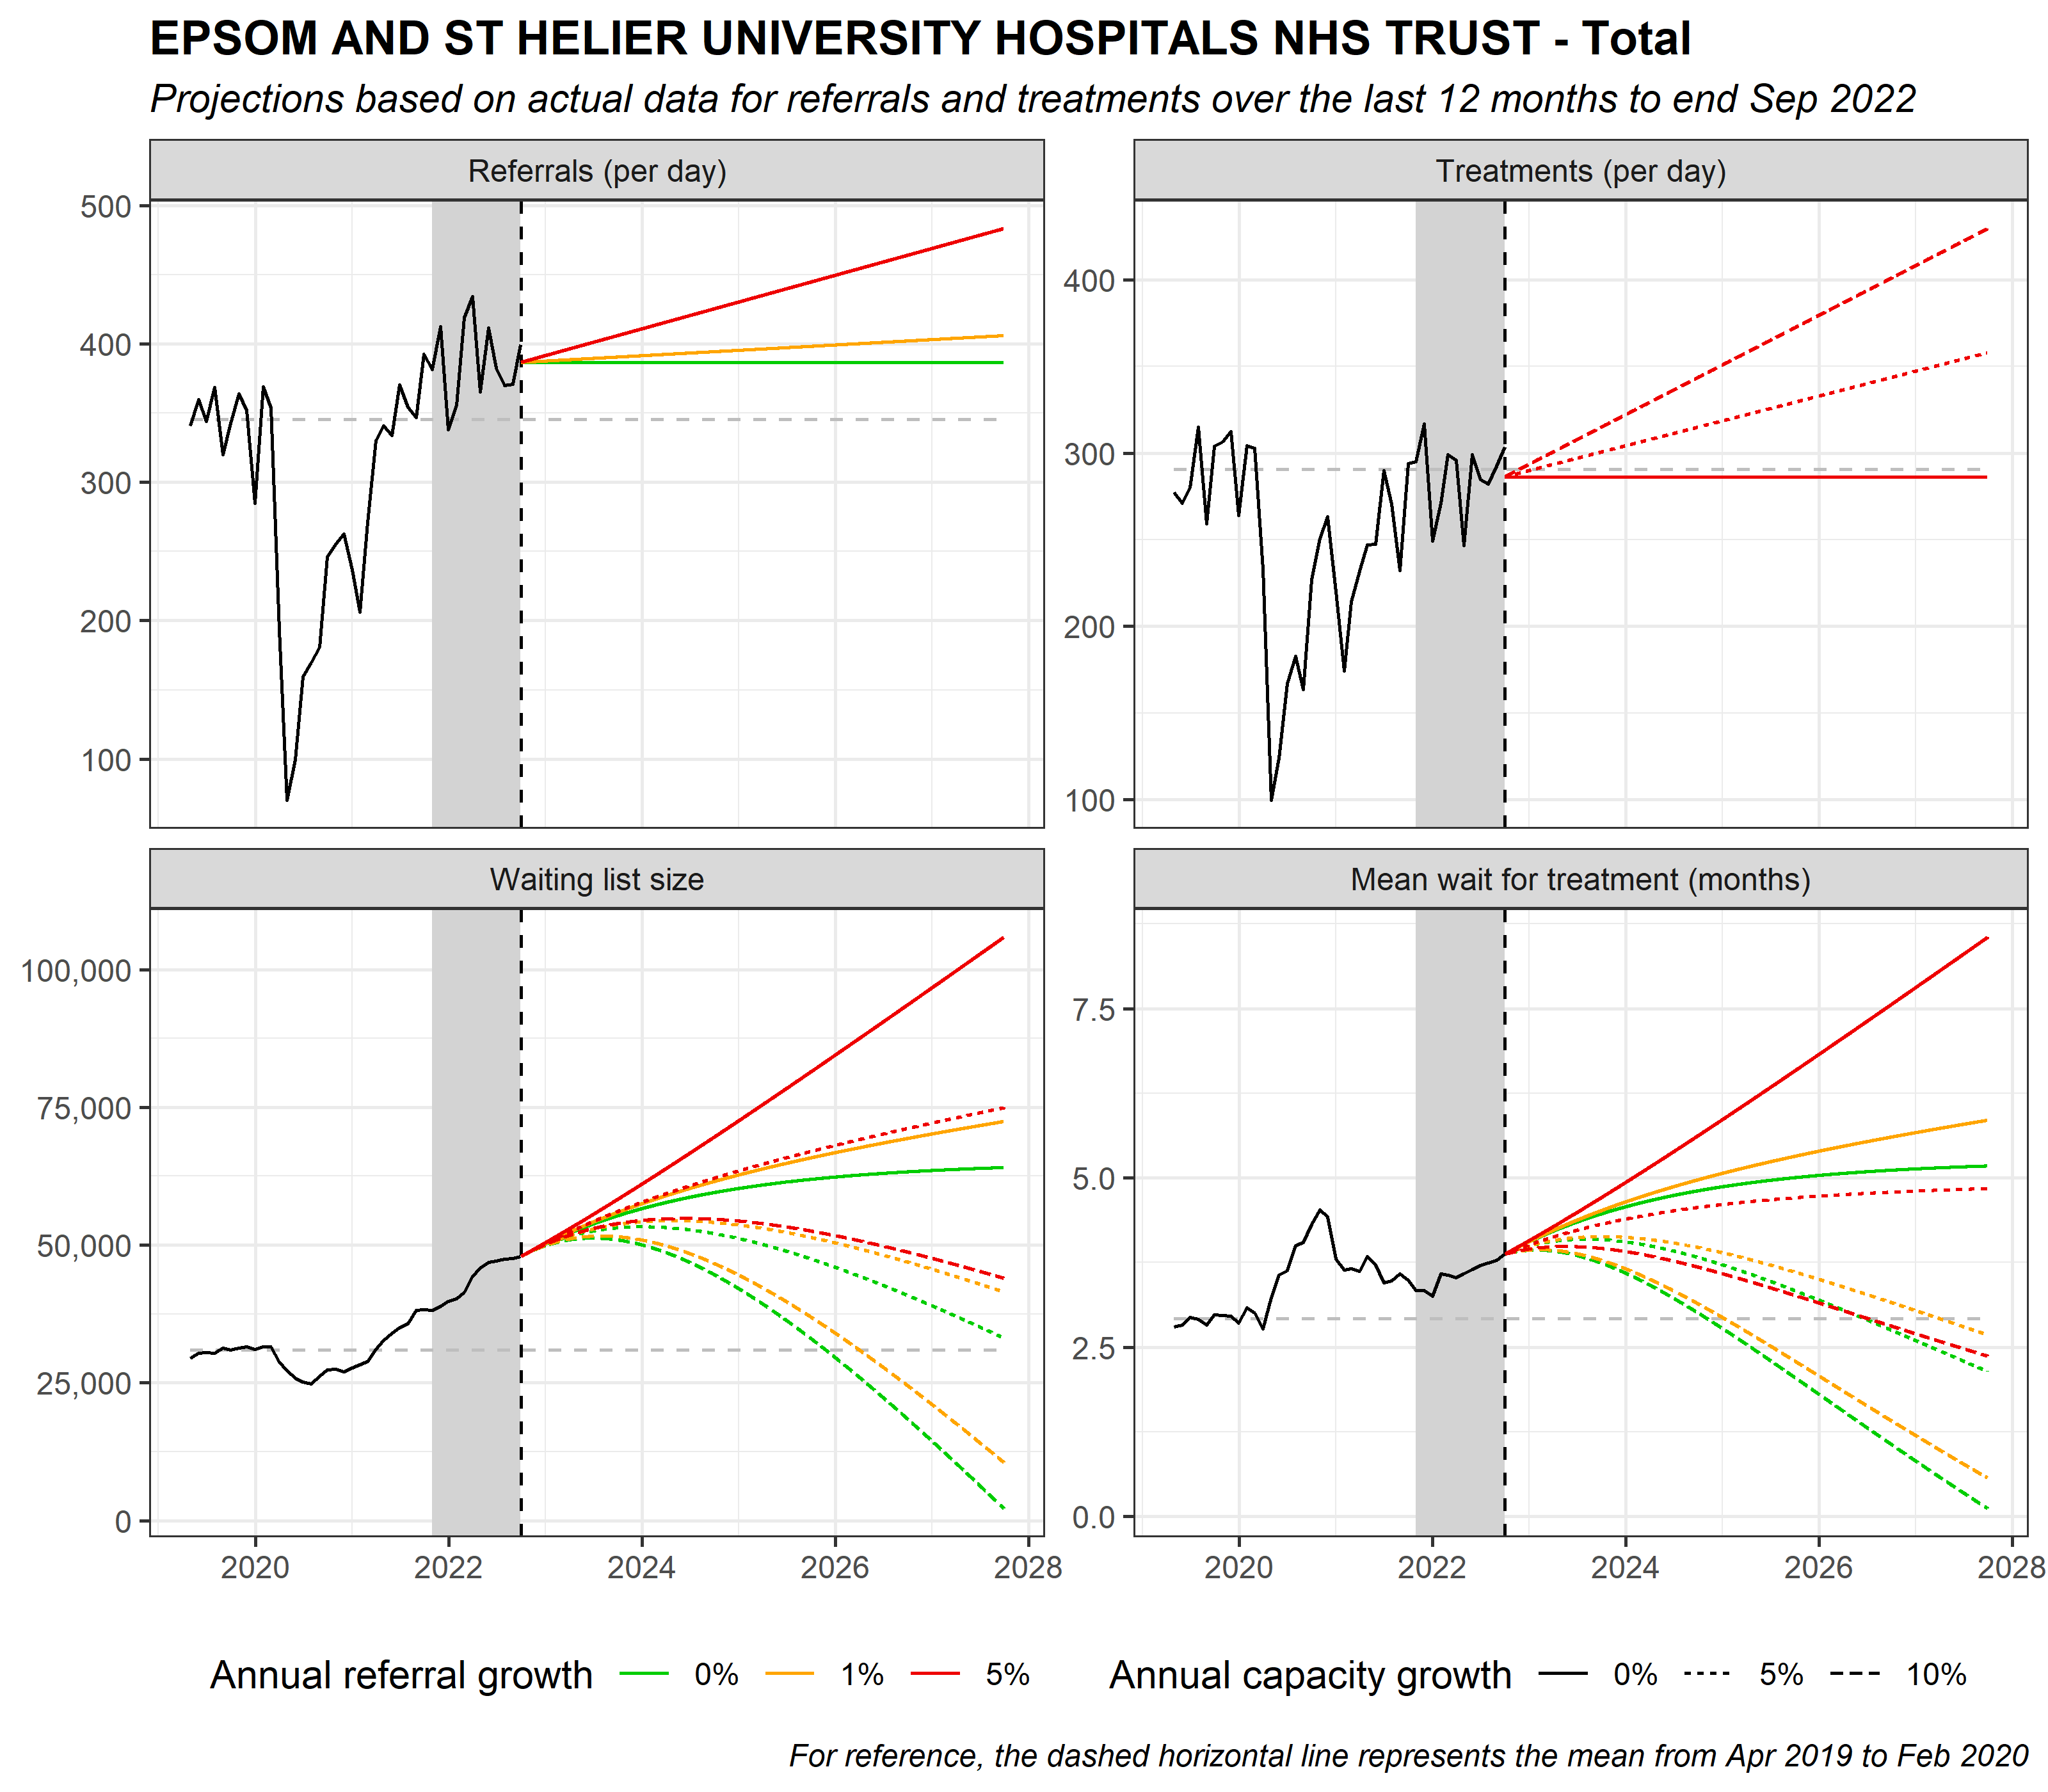 EPSOM AND ST HELIER UNIVERSITY HOSPITALS NHS TRUST - Total
Projections based on actual data for referrals and treatments over the last 12 months to end Sep 2022
Referrals (per day)
500
400
300
200
100
Treatments (per day)
400
300
200
100
Waiting list size
100,000
75,000
50,000
25,000
0
2020 2022 2024 2026 2028
Mean wait for treatment (months)
7.5
5.0
2.5
0.0
2020 2022 2024 2026 2028
Annual referral growth 0% 1% 5%
Annual capacity growth 0% 5% 10%
For reference, the dashed horizontal line represents the mean from Apr 2019 to Feb 2020